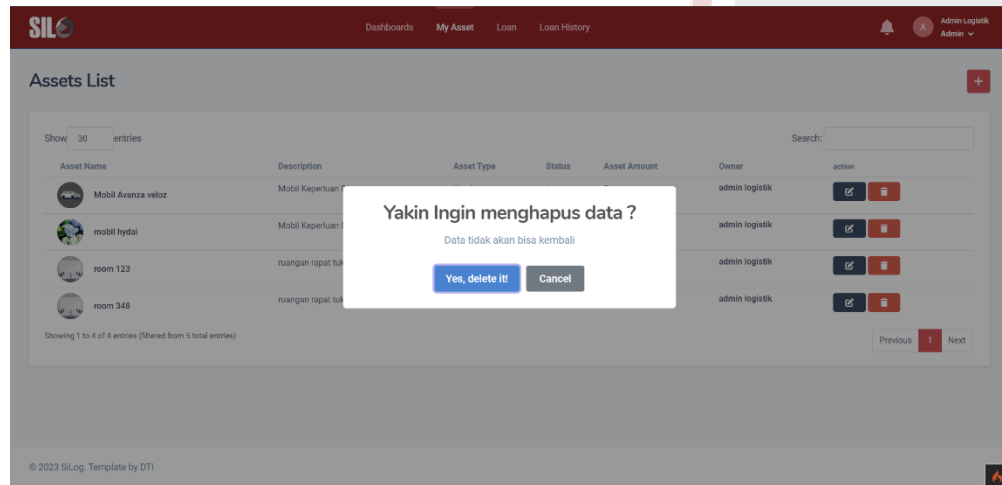 SIL
Dashboards My Asset Loan Loan History
Admin Logistik
Admin
Assets List
Show 30 entries
Search:
Asset Name Description Asset Type Status Asset Amount Owner action
Mobil Avanza veloz Mobil Keperluan admin logistik
mobil hydai Mobil Keperluan admin logistik
room 123 ruangan rapat admin logistik
room 348 ruangan rapat admin logistik
Yakin Ingin menghapus data ?
Data tidak akan bisa kembali
Yes, delete it! Cancel
Showing 1 to 4 of 4 entries (filtered from 5 total entries)
Previous 1 Next
© 2023 SiLog. Template by DTI